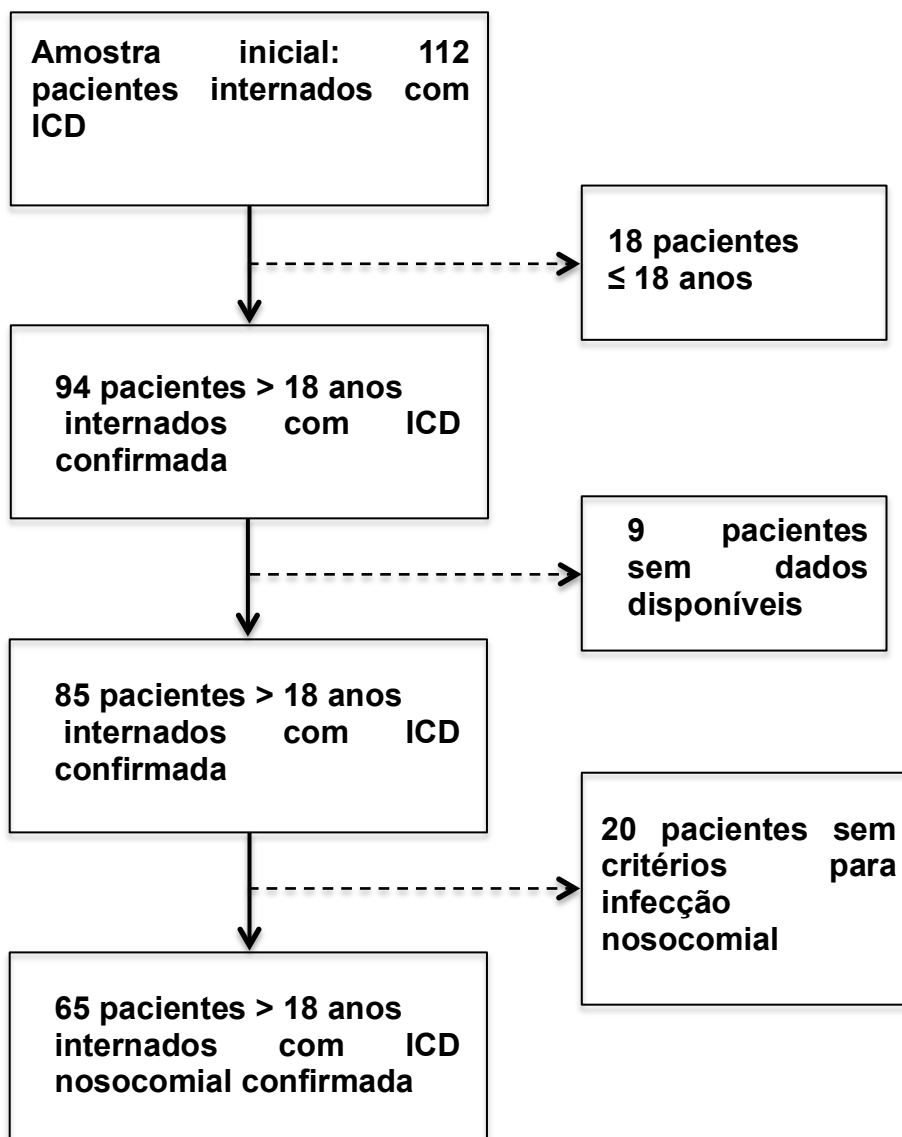 Amostra inicial: 112
pacientes internados com
ICD
18 pacientes
≤ 18 anos
94 pacientes > 18 anos
internados com ICD
confirmada
9 pacientes
sem dados
disponíveis
85 pacientes > 18 anos
internados com ICD
confirmada
20 pacientes sem
critérios para
infecção
nosocomial
65 pacientes > 18 anos
internados com ICD
nosocomial confirmada